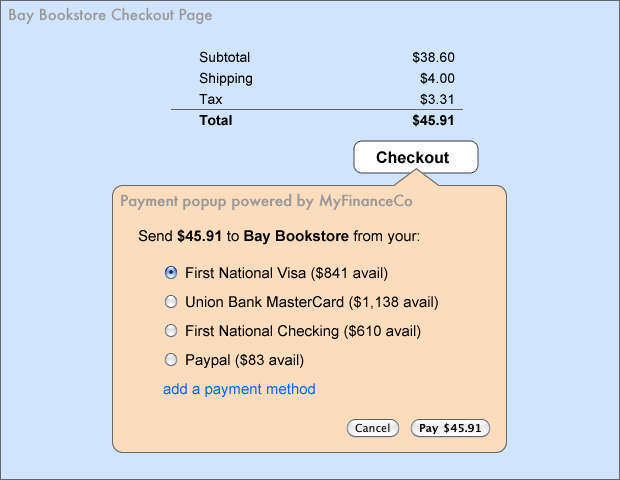 Bay Bookstore Checkout Page
Subtotal $38.60
Shipping $4.00
Tax $3.31
Total $45.91
Checkout
Payment popup powered by MyFinanceCo
Send $45.91 to Bay Bookstore from your:
First National Visa ($841 avail)
Union Bank MasterCard ($1,138 avail)
First National Checking ($610 avail)
Paypal ($83 avail)
add a payment method
Cancel Pay $45.91